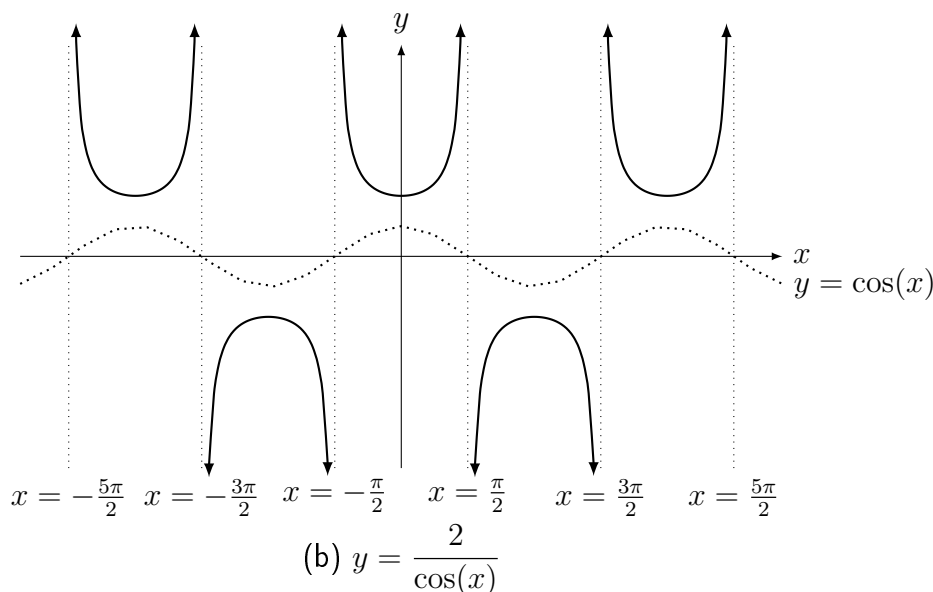 y
x
y = cos(x)
x = −5π/2 x = −3π/2 x = −π/2 x = π/2 x = 3π/2 x = 5π/2
(b) y = 2/cos(x)